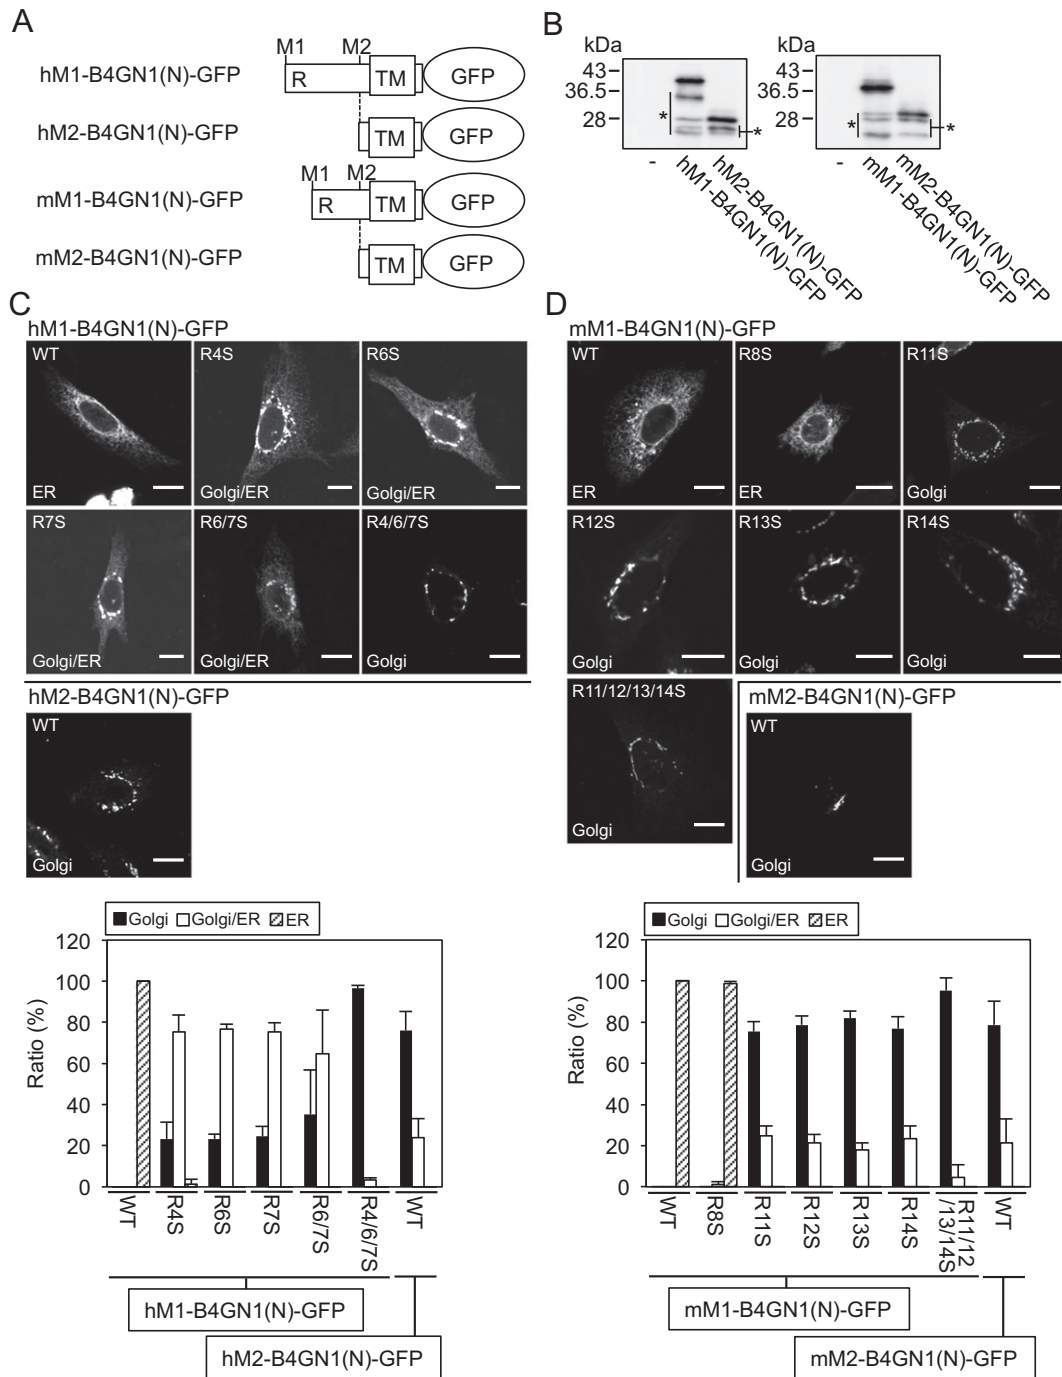 A
M1 M2
hM1-B4GN1(N)-GFP
R TM GFP
hM2-B4GN1(N)-GFP
TM GFP
M1 M2
mM1-B4GN1(N)-GFP
R TM GFP
mM2-B4GN1(N)-GFP
TM GFP
B
kDa
43
36.5
28
*
*
-
hM1-B4GN1(N)-GFP
hM2-B4GN1(N)-GFP
kDa
43
36.5
28
*
*
-
mM1-B4GN1(N)-GFP
mM2-B4GN1(N)-GFP
C
hM1-B4GN1(N)-GFP
WT R4S R6S
ER Golgi/ER Golgi/ER
R7S R6/7S R4/6/7S
Golgi/ER Golgi/ER Golgi
hM2-B4GN1(N)-GFP
WT
Golgi
Golgi Golgi/ER ER
Ratio (%)
120
100
80
60
40
20
0
WT
R4S
R6S
R7S
R6/7S
R4/6/7S
WT
hM1-B4GN1(N)-GFP
hM2-B4GN1(N)-GFP
D
mM1-B4GN1(N)-GFP
WT R8S R11S
ER ER Golgi
R12S R13S R14S
Golgi Golgi Golgi
R11/12/13/14S
Golgi
mM2-B4GN1(N)-GFP
WT
Golgi
Golgi Golgi/ER ER
Ratio (%)
120
100
80
60
40
20
0
WT
R8S
R11S
R12S
R13S
R14S
R11/12
/13/14S
WT
mM1-B4GN1(N)-GFP
mM2-B4GN1(N)-GFP